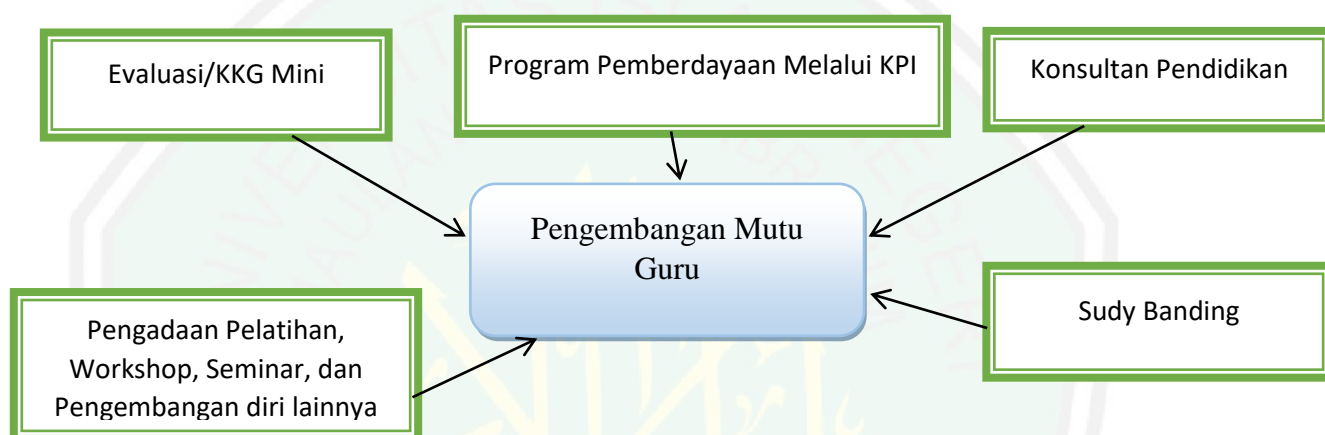 Evaluasi/KKG Mini
Program Pemberdayaan Melalui KPI
Konsultan Pendidikan
Pengembangan Mutu
Guru
Pengadaan Pelatihan,
Workshop, Seminar, dan
Pengembangan diri lainnya
Sudy Banding